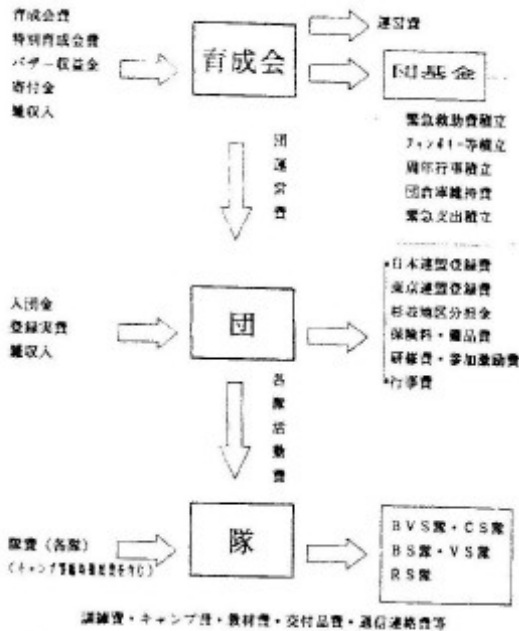 育成会費
特別育成会費
バザー収益金
寄付金
雑収入
育成会
運営費
団基金
緊急救助費積立
等積立
周年行事積立
団倉庫維持費
緊急支出積立
団運営費
入団金
登録実費
雑収入
団
日本連盟登録費
東京連盟登録費
杉並地区分担金
保険料・備品費
研修費・参加激励費
行事費
各隊活動費
隊費(各隊)
隊
BVS隊・CS隊
BS隊・VS隊
RS隊
訓練費・キャンプ費・教材費・交付品費・通信連絡費等